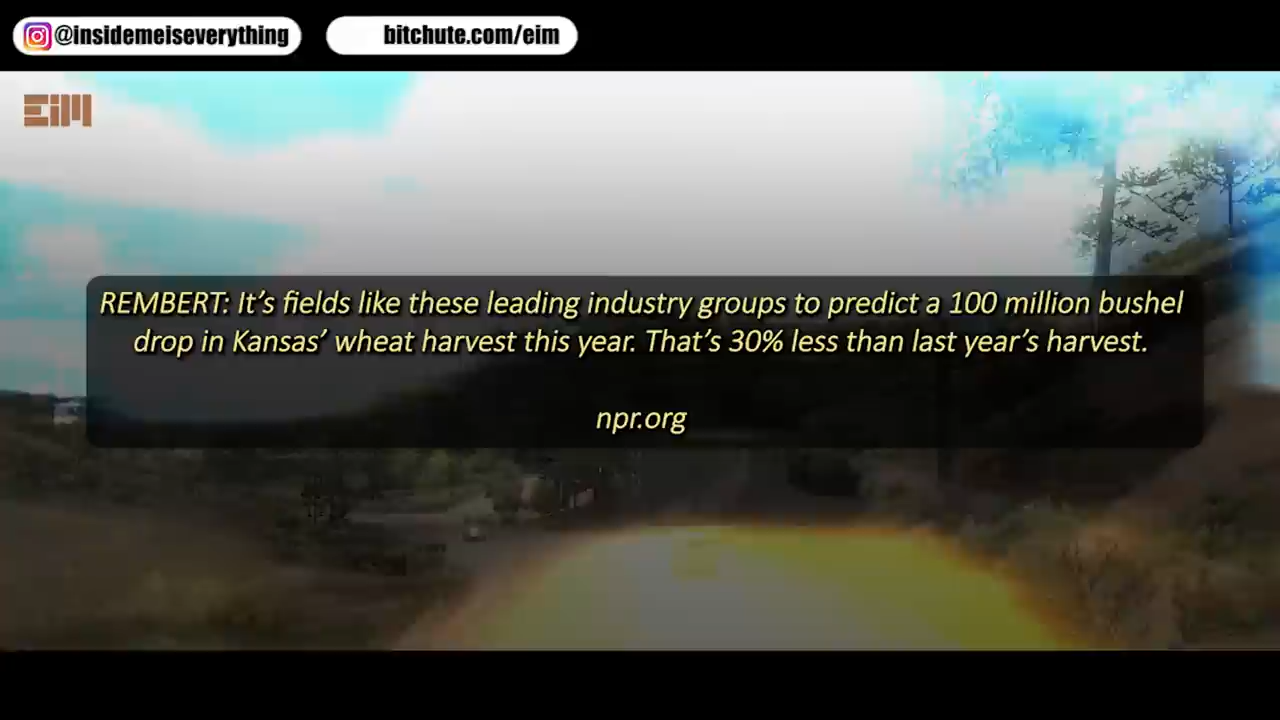 @insidemeiseverything
bitchute.com/eim
EiM
REMBERT: It's fields like these leading industry groups to predict a 100 million bushel
drop in Kansas' wheat harvest this year. That's 30% less than last year's harvest.
npr.org